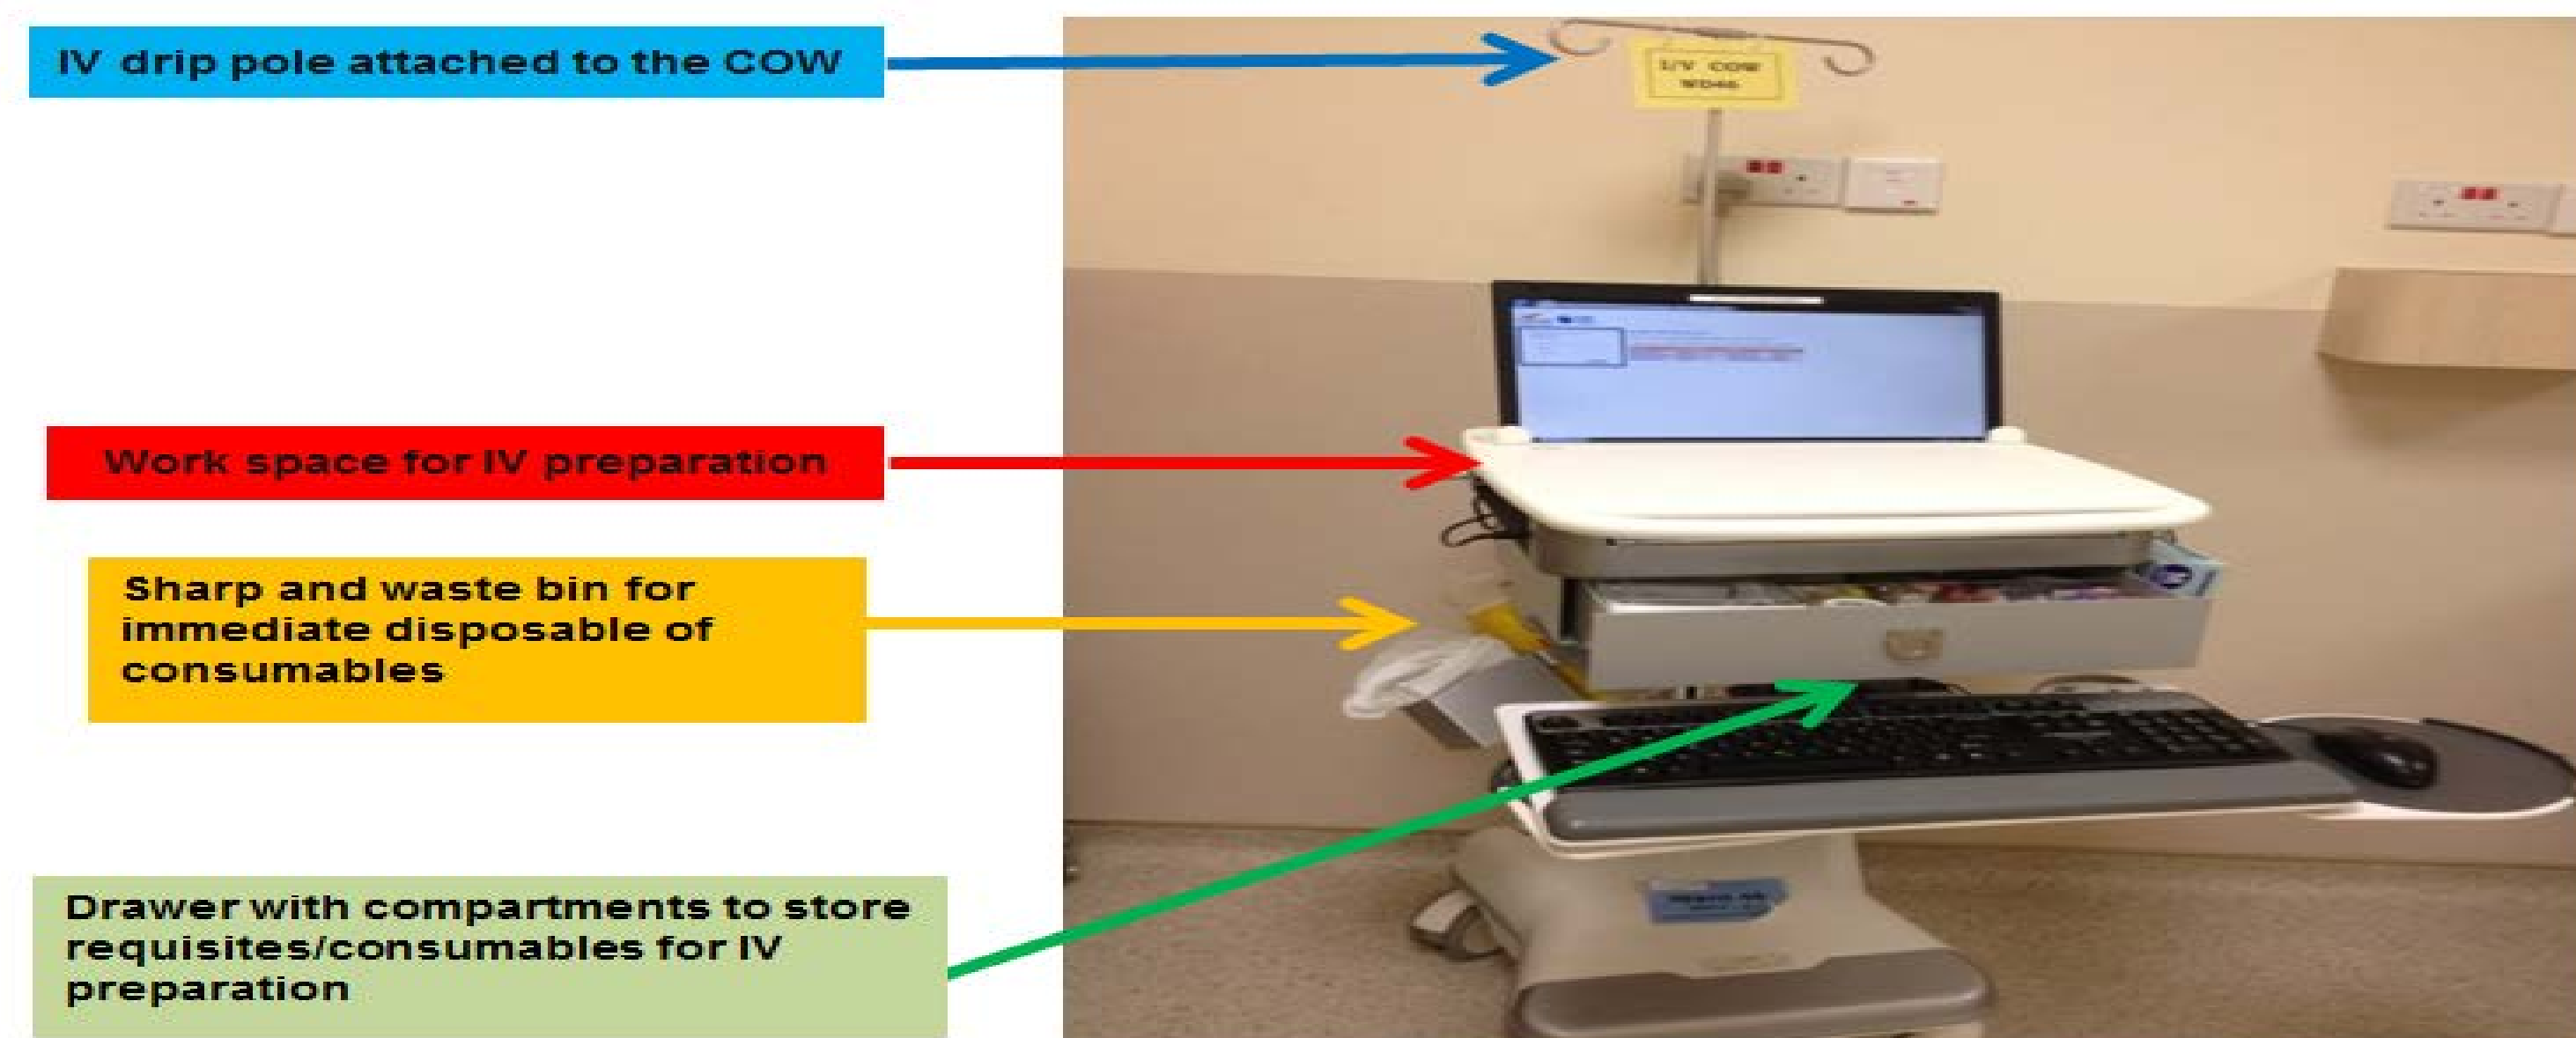 IV drip pole attached to the COW
I/V COW
WD46
Work space for IV preparation
Sharp and waste bin for
immediate disposable of
consumables
Drawer with compartments to store
requisites/consumables for IV
preparation